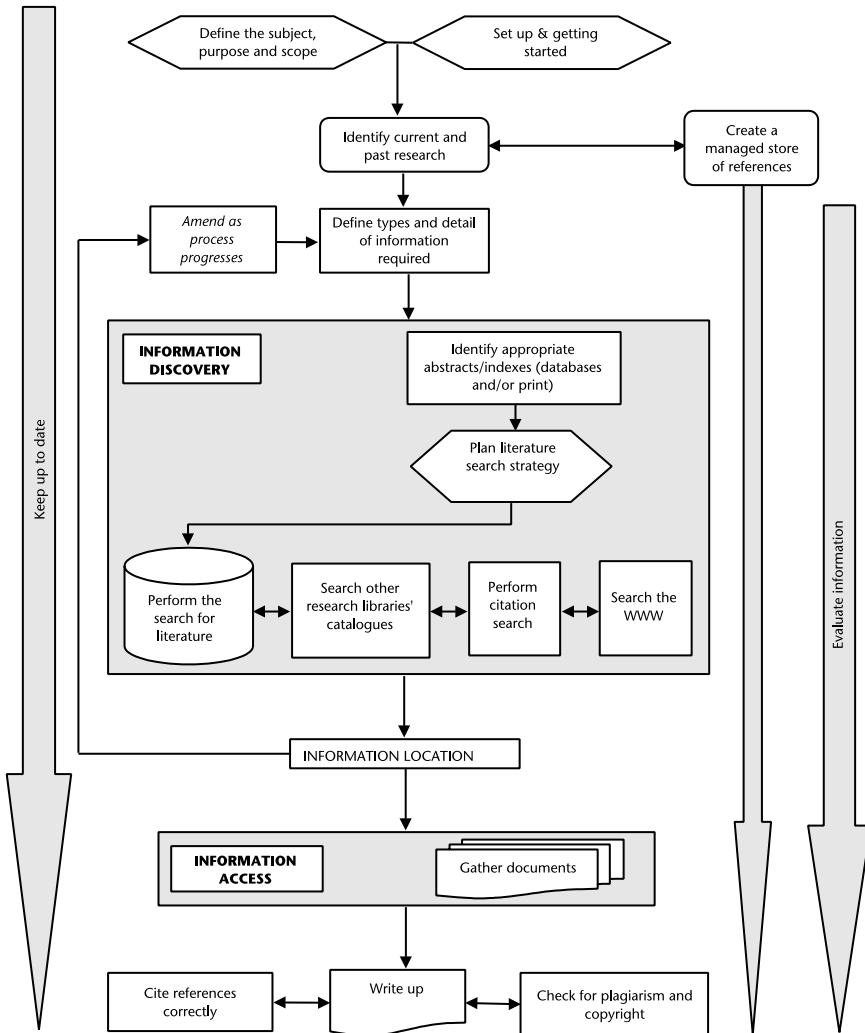 Define the subject,
purpose and scope
Set up & getting
started
Identify current and
past research
Create a
managed store
of references
Amend as
process
progresses
Define types and detail
of information
required
INFORMATION
DISCOVERY
Identify appropriate
abstracts/indexes (databases
and/or print)
Plan literature
search strategy
Perform the
search for
literature
Search other
research libraries'
catalogues
Perform
citation
search
Search the
WWW
INFORMATION LOCATION
INFORMATION
ACCESS
Gather documents
Cite references
correctly
Write up
Check for plagiarism and
copyright
Keep up to date
Evaluate information